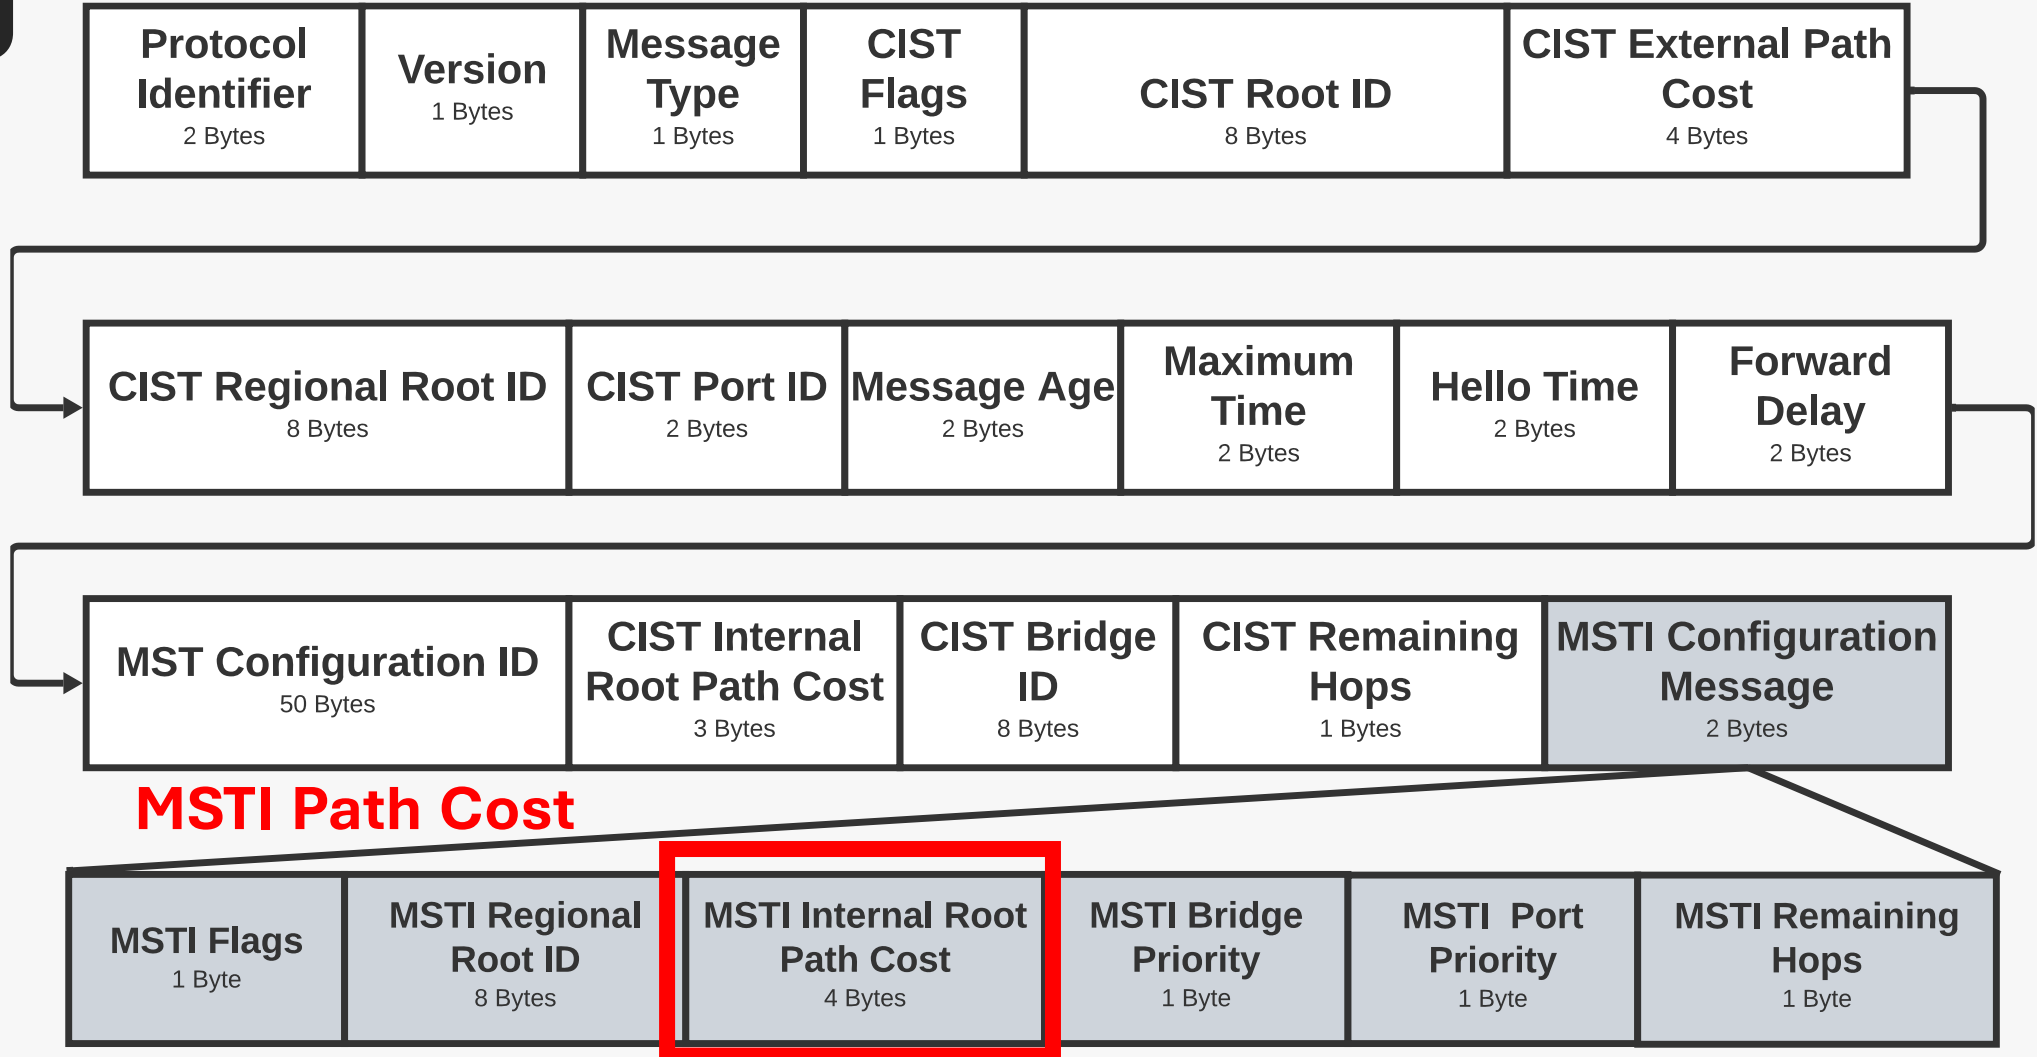 Protocol
Identifier
2 Bytes
Version
1 Bytes
Message
Type
1 Bytes
CIST
Flags
1 Bytes
CIST Root ID
8 Bytes
CIST External Path
Cost
4 Bytes
CIST Regional Root ID
8 Bytes
CIST Port ID
2 Bytes
Message Age
2 Bytes
Maximum
Time
2 Bytes
Hello Time
2 Bytes
Forward
Delay
2 Bytes
MST Configuration ID
50 Bytes
CIST Internal
Root Path Cost
3 Bytes
CIST Bridge
ID
8 Bytes
CIST Remaining
Hops
1 Bytes
MSTI Configuration
Message
2 Bytes
MSTI Path Cost
MSTI Flags
1 Byte
MSTI Regional
Root ID
8 Bytes
MSTI Internal Root
Path Cost
4 Bytes
MSTI Bridge
Priority
1 Byte
MSTI Port
Priority
1 Byte
MSTI Remaining
Hops
1 Byte